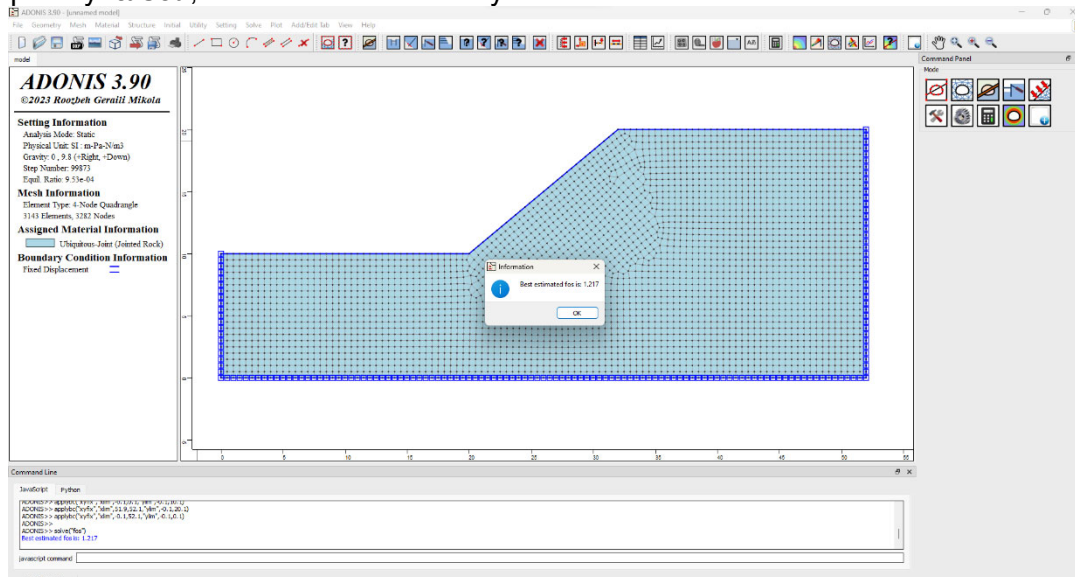 ADONIS 3.90 - [unnamed model]
File Geometry Mesh Material Structure Initial Utility Setting Solve Plot Add/Edit fab View Help
model
Command Panel
Mode
ADONIS 3.90
©2023 Roozbeh Geraili Mikola
Setting Information
Analysis Mode: Static
Physical Unit: SI : m-Pa-N/m3
Gravity: 0 , 9.8 (+Right, +Down)
Step Number: 99873
Equil. Ratio: 9.53e-04
Mesh Information
Element Type: 4-Node Quadrangle
3143 Elements, 3282 Nodes
Assigned Material Information
Ubiquitous-Joint (Jointed Rock)
Boundary Condition Information
Fixed Displacement
Information
Best estimated fos is: 1.217
OK
0 5 10 15 20 25 30 35 40 45 50 55
Command Line
JavaScript Python
ADONIS>> applybc("xyfix","xlim",51.9,52.1,"ylim",-0.1,20.1)
ADONIS>> applybc("xyfix","xlim",-0.1,52.1,"ylim",-0.1,0.1)
ADONIS>>
ADONIS>> solve("fos")
Best estimated fos is: 1.217
javascript command